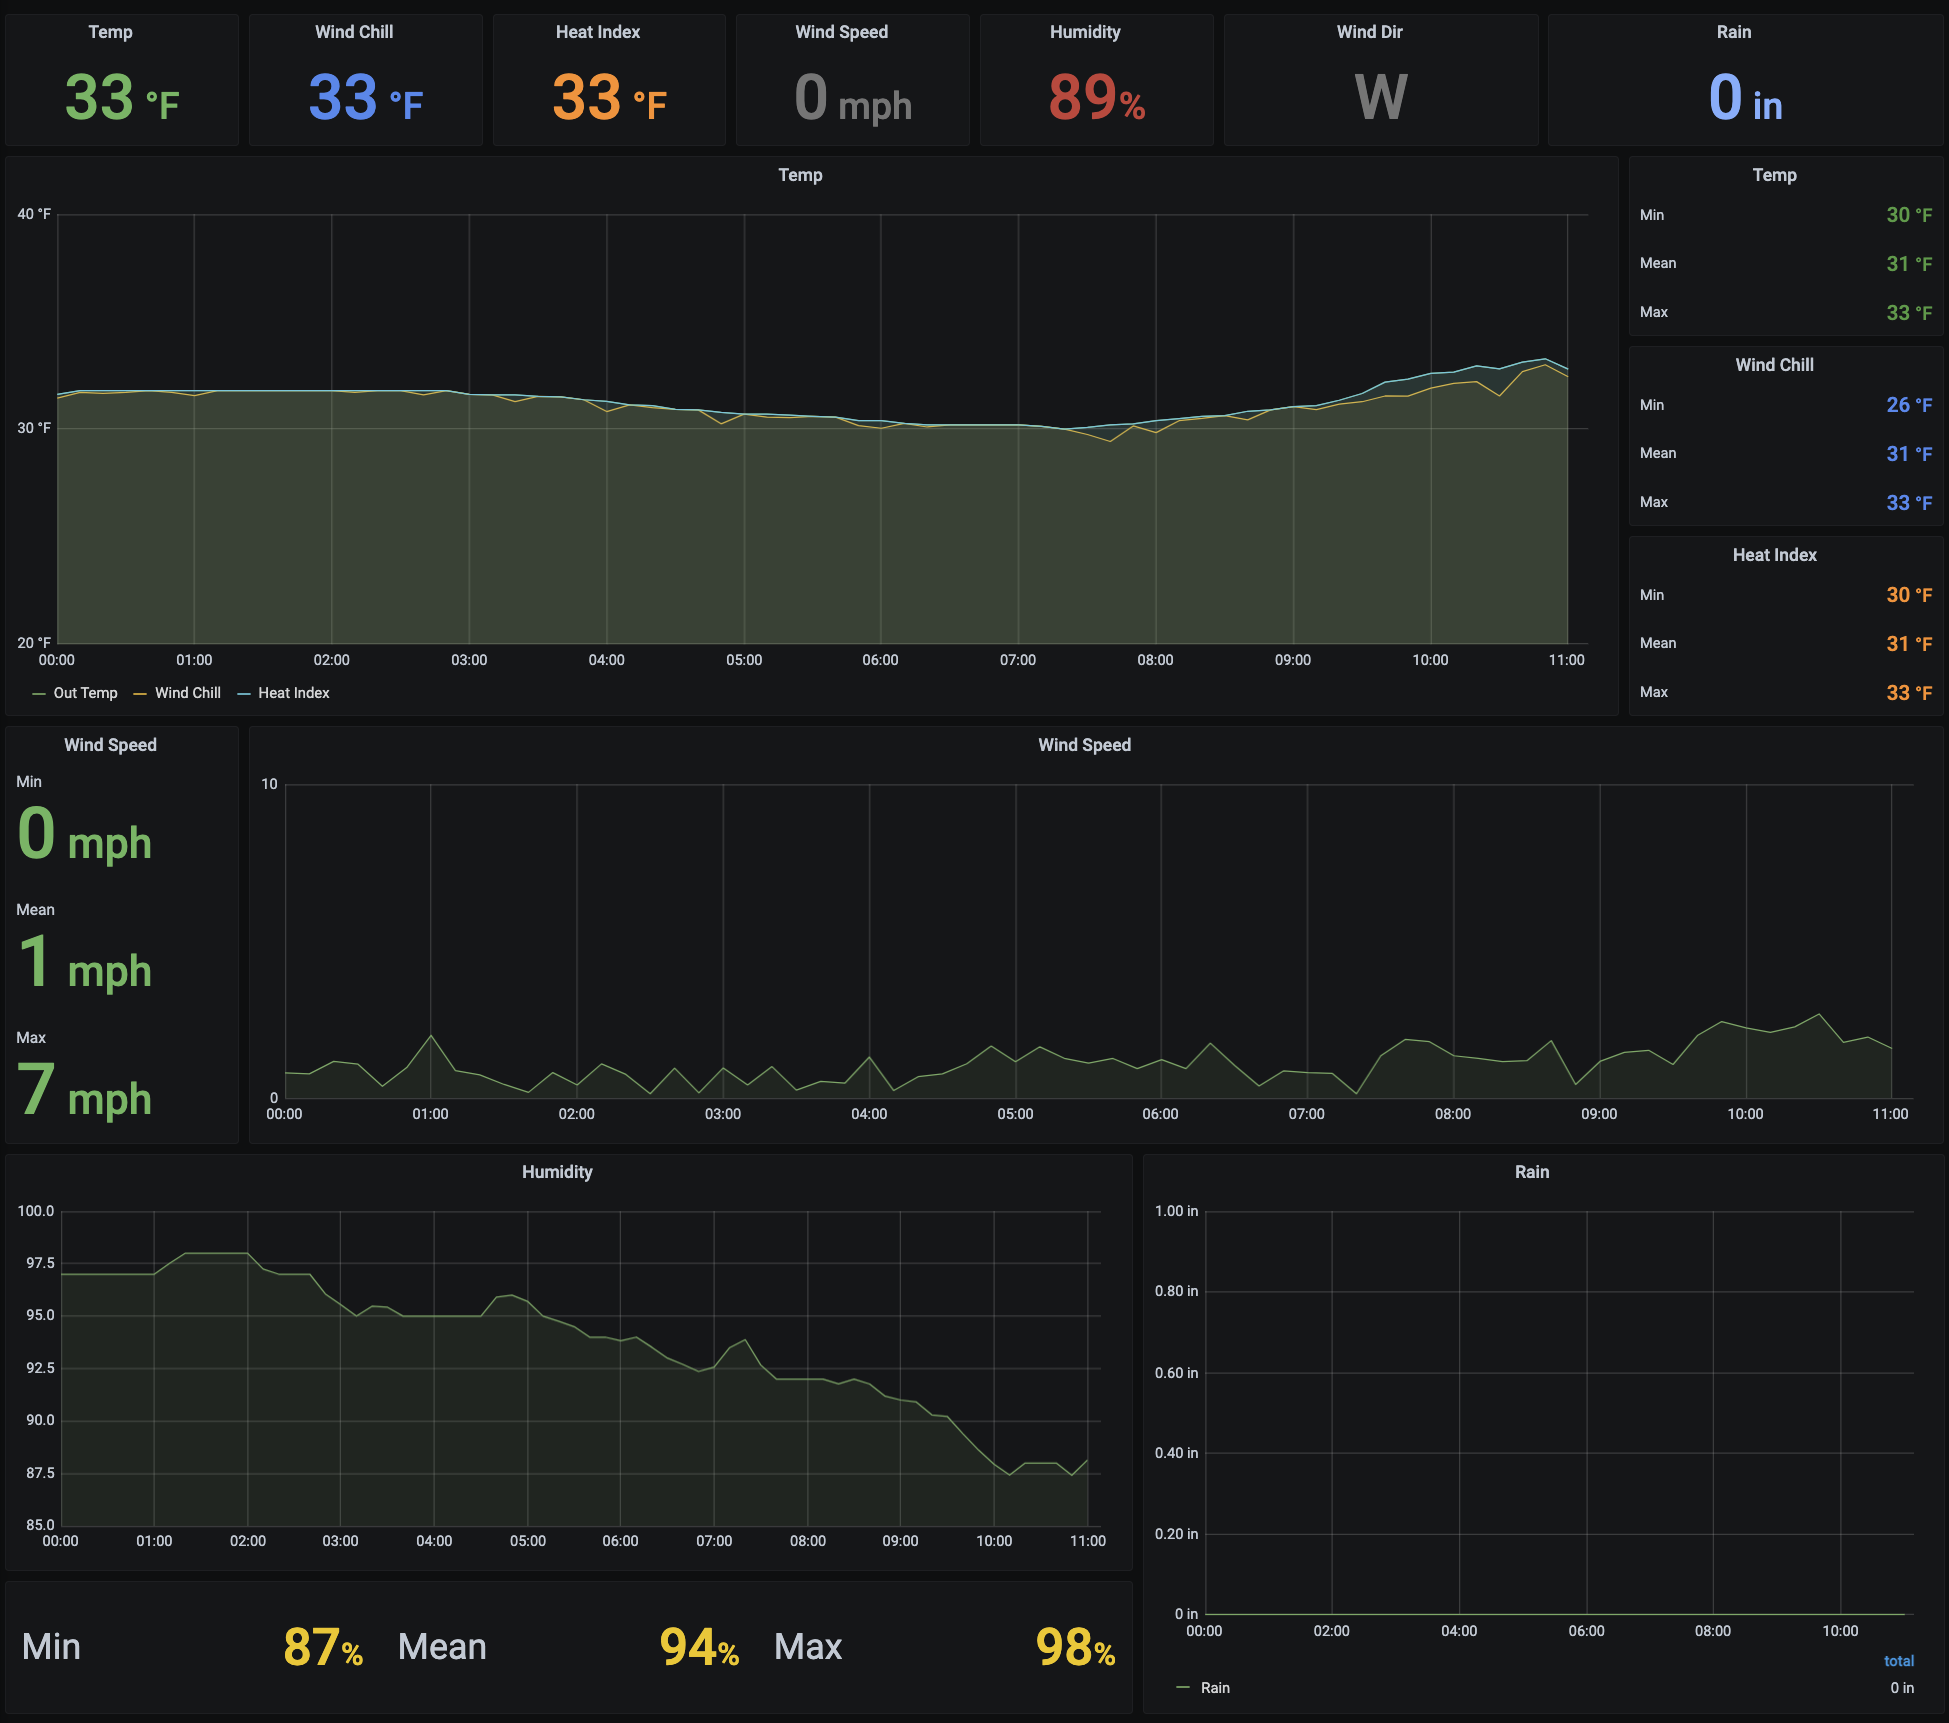 Temp
33 °F
Wind Chill
33 °F
Heat Index
33 °F
Wind Speed
0 mph
Humidity
89%
Wind Dir
W
Rain
0 in
Temp
40 °F
30 °F
20 °F
00:00 01:00 02:00 03:00 04:00 05:00 06:00 07:00 08:00 09:00 10:00 11:00
Out Temp Wind Chill Heat Index
Temp
Min 30 °F
Mean 31 °F
Max 33 °F
Wind Chill
Min 26 °F
Mean 31 °F
Max 33 °F
Heat Index
Min 30 °F
Mean 31 °F
Max 33 °F
Wind Speed
Min
0 mph
Mean
1 mph
Max
7 mph
Wind Speed
10
0
00:00 01:00 02:00 03:00 04:00 05:00 06:00 07:00 08:00 09:00 10:00 11:00
Humidity
100.0
97.5
95.0
92.5
90.0
87.5
85.0
00:00 01:00 02:00 03:00 04:00 05:00 06:00 07:00 08:00 09:00 10:00 11:00
Min 87% Mean 94% Max 98%
Rain
1.00 in
0.80 in
0.60 in
0.40 in
0.20 in
0 in
00:00 02:00 04:00 06:00 08:00 10:00
total
Rain 0 in